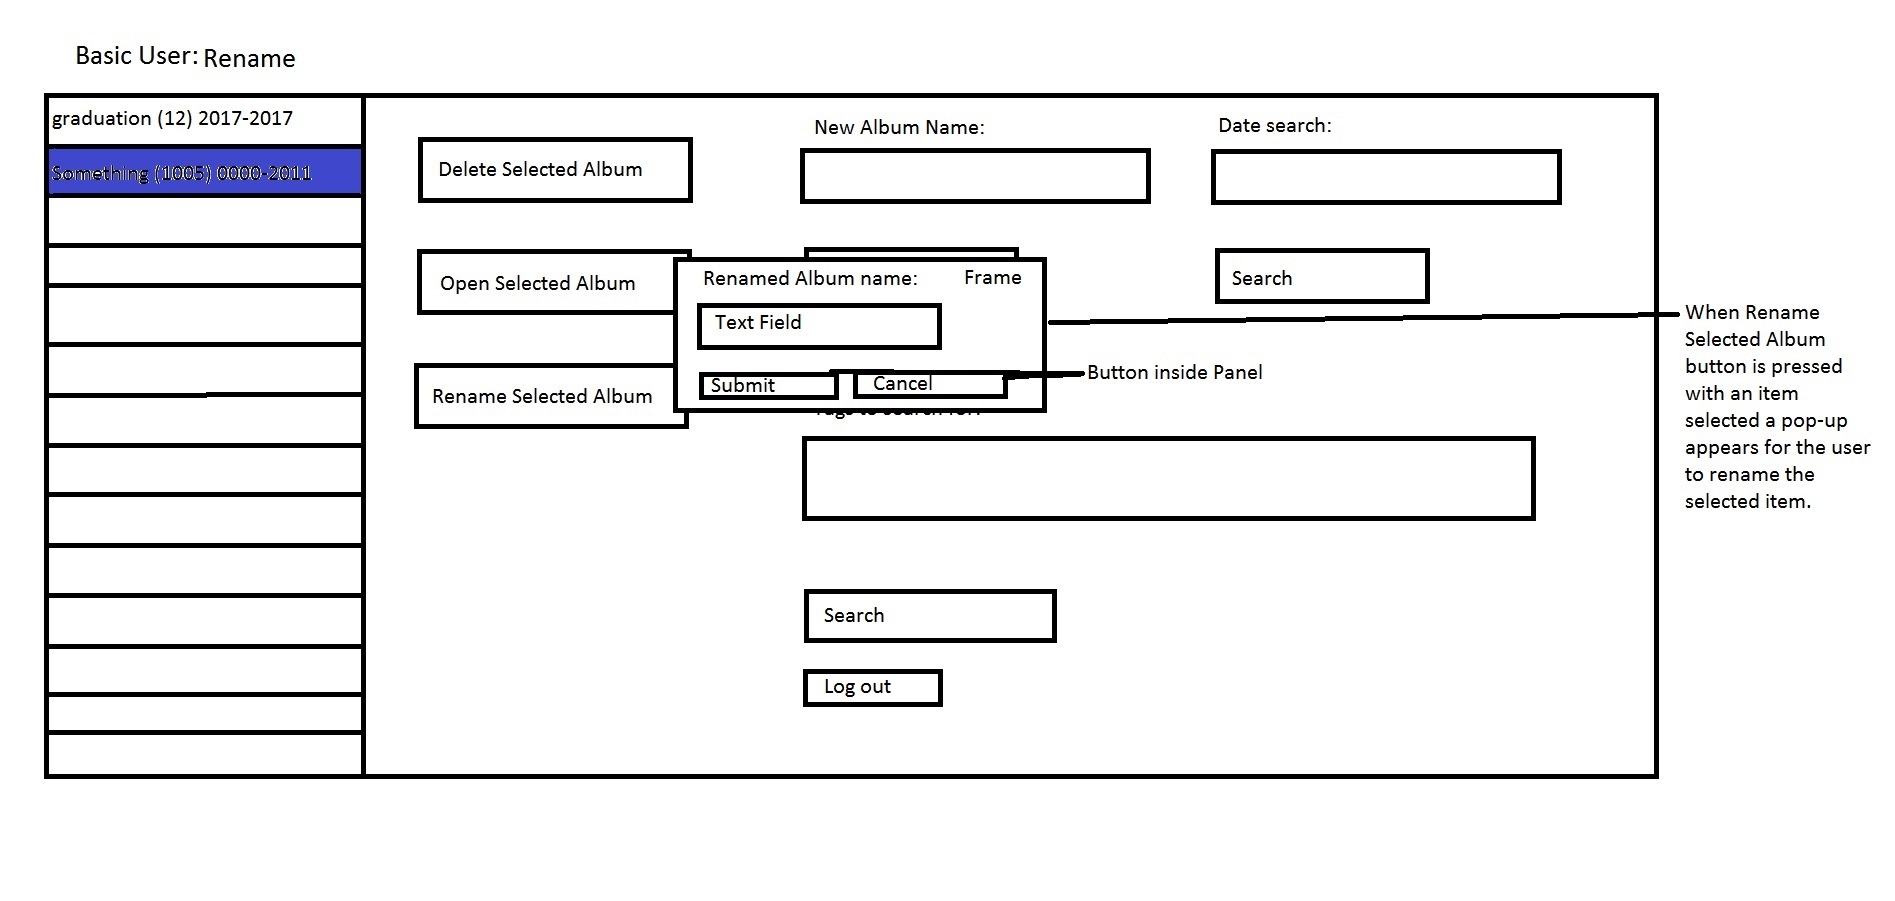 Basic User: Rename
graduation (12) 2017-2017
Something (1005) 0000-2011
Delete Selected Album
Open Selected Album
Rename Selected Album
New Album Name:
Date search:
Search
Renamed Album name:
Frame
Text Field
Submit
Cancel
Button inside Panel
When Rename
Selected Album
button is pressed
with an item
selected a pop-up
appears for the user
to rename the
selected item.
Search
Log out